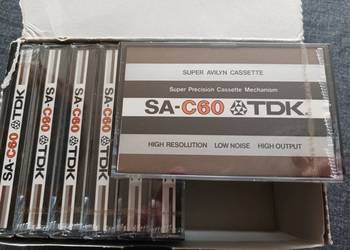 SUPER AVILYN CASSETTE
Super Precision Cassette Mechanism
SA-C60 TDK
HIGH RESOLUTION LOW NOISE HIGH OUTPUT
SA-C60 TDK
SA-C60 TDK
SA-C60 TDK
SA-C60 TDK